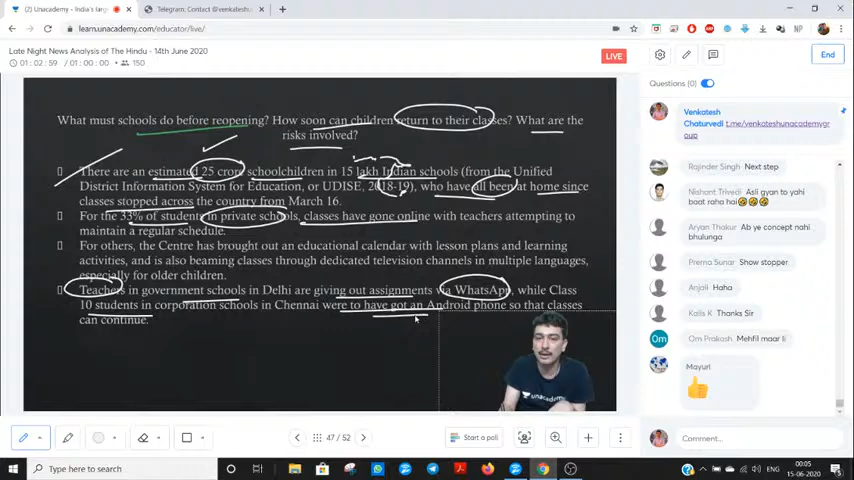 (2) Unacademy - India's larg
Telegram: Contact @venkatesh
learn.unacademy.com/educator/live/
NP
Late Night News Analysis of The Hindu - 14th June 2020
01 : 02 : 59 / 01 : 00 : 00 • 150
LIVE
End
What must schools do before reopening? How soon can children return to their classes? What are the
risks involved?
There are an estimated 25 crore schoolchildren in 15 lakh Indian schools (from the Unified
District Information System for Education, or UDISE, 2018-19), who have all been at home since
classes stopped across the country from March 16.
For the 33% of students in private schools, classes have gone online with teachers attempting to
maintain a regular schedule.
For others, the Centre has brought out an educational calendar with lesson plans and learning
activities, and is also beaming classes through dedicated television channels in multiple languages,
especially for older children.
Teachers in government schools in Delhi are giving out assignments via WhatsApp, while Class
10 students in corporation schools in Chennai were to have got an Android phone so that classes
can continue.
unacademy
47 / 52
Start a poll
Questions (0)
Venkatesh
Chaturvedi t.me/venkateshunacademygr
oup
Rajinder Singh Next step
Nishant Trivedi Asli gyan to yahi
baat raha hai🤣🤣🤣
Aryan Thakur Ab ye concept nahi
bhulunga
Prerna Sunar Show stopper
Anjali Haha
Kalis K Thanks Sir
Om
Om Prakash Mehfil maar li
Mayuri
Comment...
Type here to search
ENG
00:05
15-06-2020